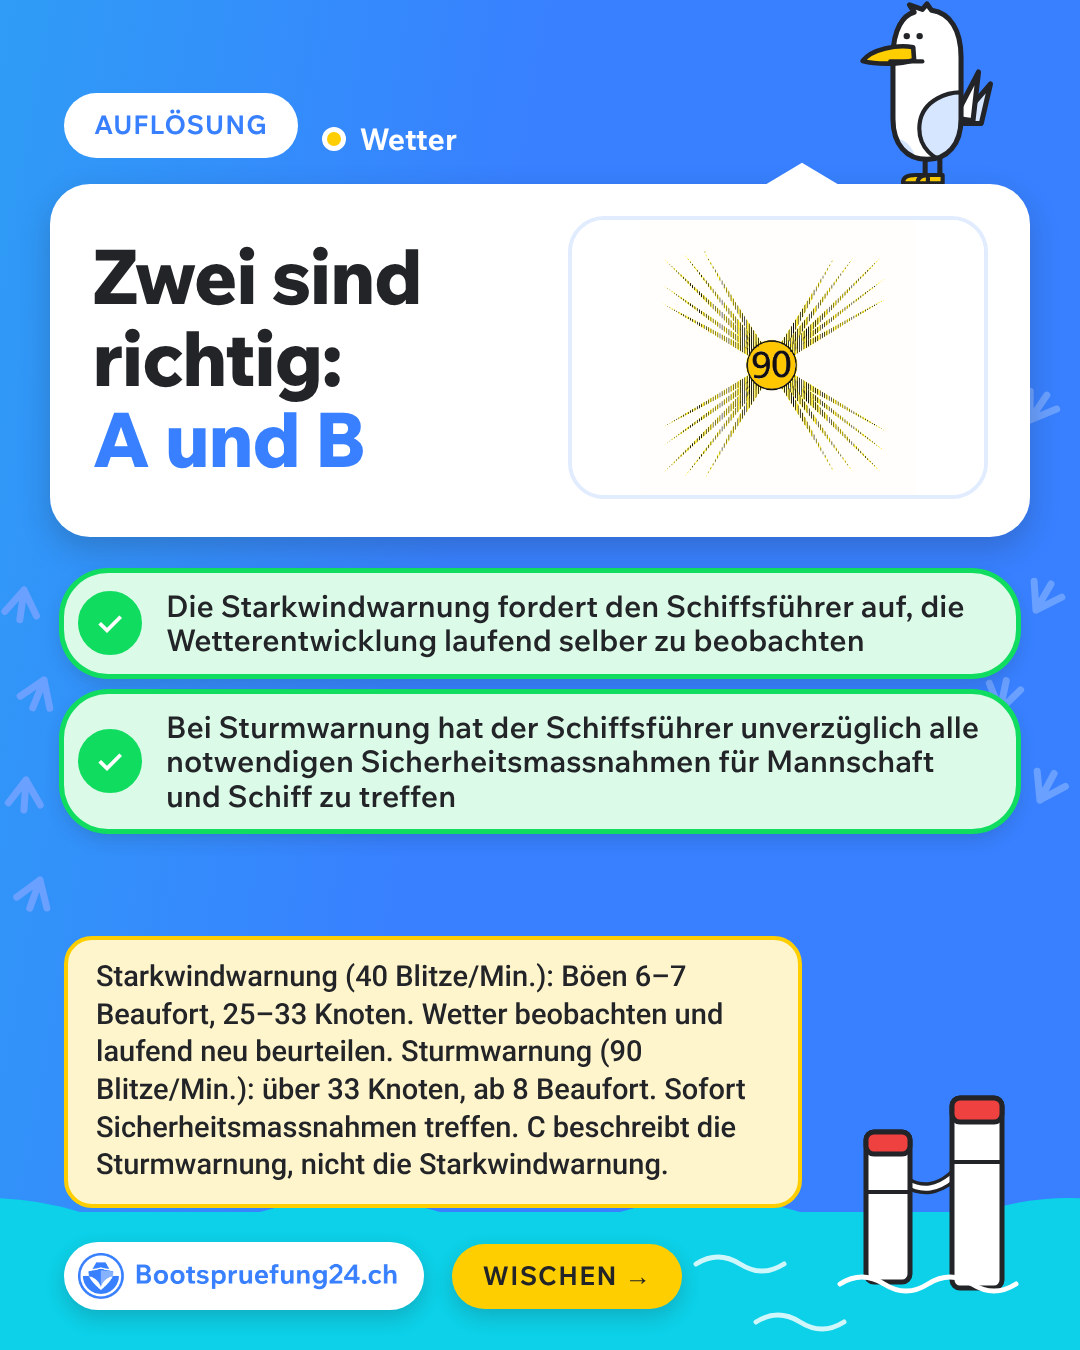 AUFLÖSUNG
Wetter
Zwei sind
richtig:
A und B
90
Die Starkwindwarnung fordert den Schiffsführer auf, die
Wetterentwicklung laufend selber zu beobachten
Bei Sturmwarnung hat der Schiffsführer unverzüglich alle
notwendigen Sicherheitsmassnahmen für Mannschaft
und Schiff zu treffen
Starkwindwarnung (40 Blitze/Min.): Böen 6–7
Beaufort, 25–33 Knoten. Wetter beobachten und
laufend neu beurteilen. Sturmwarnung (90
Blitze/Min.): über 33 Knoten, ab 8 Beaufort. Sofort
Sicherheitsmassnahmen treffen. C beschreibt die
Sturmwarnung, nicht die Starkwindwarnung.
Bootspruefung24.ch
WISCHEN →